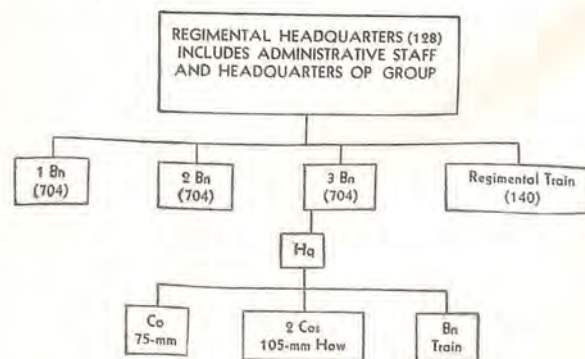 REGIMENTAL HEADQUARTERS (128)
INCLUDES ADMINISTRATIVE STAFF
AND HEADQUARTERS OP GROUP
1 Bn
(704)
2 Bn
(704)
3 Bn
(704)
Regimental Train
(140)
Hq
Co
75-mm
2 Cos
105-mm How
Bn
Train